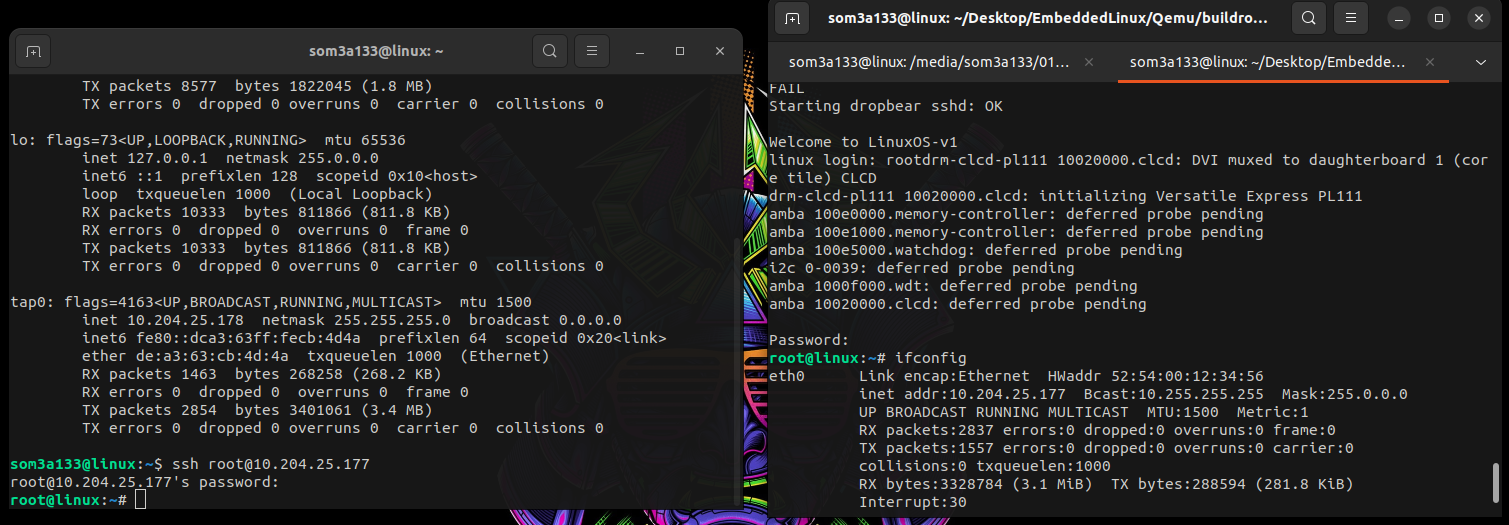 som3a133@linux: ~
        TX packets 8577  bytes 1822045 (1.8 MB)
        TX errors 0  dropped 0 overruns 0  carrier 0  collisions 0
lo: flags=73<UP,LOOPBACK,RUNNING>  mtu 65536
        inet 127.0.0.1  netmask 255.0.0.0
        inet6 ::1  prefixlen 128  scopeid 0x10<host>
        loop  txqueuelen 1000  (Local Loopback)
        RX packets 10333  bytes 811866 (811.8 KB)
        RX errors 0  dropped 0  overruns 0  frame 0
        TX packets 10333  bytes 811866 (811.8 KB)
        TX errors 0  dropped 0 overruns 0  carrier 0  collisions 0
tap0: flags=4163<UP,BROADCAST,RUNNING,MULTICAST>  mtu 1500
        inet 10.204.25.178  netmask 255.255.255.0  broadcast 0.0.0.0
        inet6 fe80::dca3:63ff:fecb:4d4a  prefixlen 64  scopeid 0x20<link>
        ether de:a3:63:cb:4d:4a  txqueuelen 1000  (Ethernet)
        RX packets 1463  bytes 268258 (268.2 KB)
        RX errors 0  dropped 0  overruns 0  frame 0
        TX packets 2854  bytes 3401061 (3.4 MB)
        TX errors 0  dropped 0 overruns 0  carrier 0  collisions 0
som3a133@linux:~$ ssh root@10.204.25.177
root@10.204.25.177's password:
root@linux:~#
som3a133@linux: ~/Desktop/EmbeddedLinux/Qemu/buildro…
som3a133@linux: /media/som3a133/01…
som3a133@linux: ~/Desktop/Embedde…
FAIL
Starting dropbear sshd: OK
Welcome to LinuxOS-v1
linux login: rootdrm-clcd-pl111 10020000.clcd: DVI muxed to daughterboard 1 (cor
e tile) CLCD
drm-clcd-pl111 10020000.clcd: initializing Versatile Express PL111
amba 100e0000.memory-controller: deferred probe pending
amba 100e1000.memory-controller: deferred probe pending
amba 100e5000.watchdog: deferred probe pending
i2c 0-0039: deferred probe pending
amba 1000f000.wdt: deferred probe pending
amba 10020000.clcd: deferred probe pending
Password:
root@linux:~# ifconfig
eth0      Link encap:Ethernet  HWaddr 52:54:00:12:34:56
          inet addr:10.204.25.177  Bcast:10.255.255.255  Mask:255.0.0.0
          UP BROADCAST RUNNING MULTICAST  MTU:1500  Metric:1
          RX packets:2837 errors:0 dropped:0 overruns:0 frame:0
          TX packets:1557 errors:0 dropped:0 overruns:0 carrier:0
          collisions:0 txqueuelen:1000
          RX bytes:3328784 (3.1 MiB)  TX bytes:288594 (281.8 KiB)
          Interrupt:30